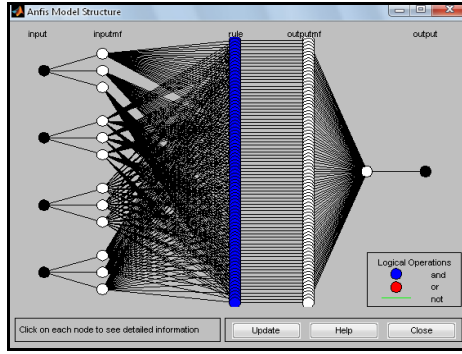 Anfis Model Structure
input inputmf rule outputmf output
Logical Operations
and
or
not
Click on each node to see detailed information
Update Help Close